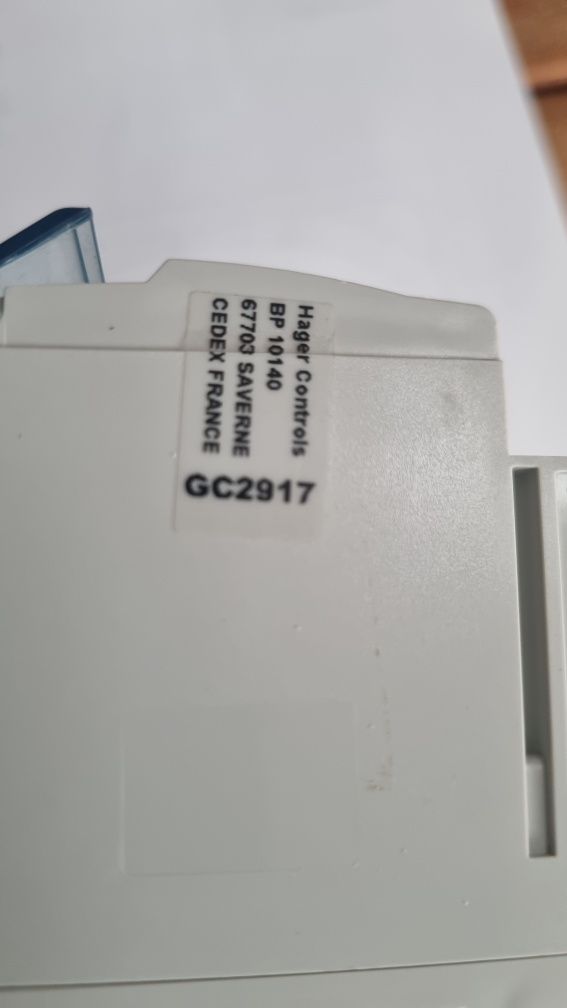 Hager Controls
BP 10140
67703 SAVERNE
CEDEX FRANCE
GC2917